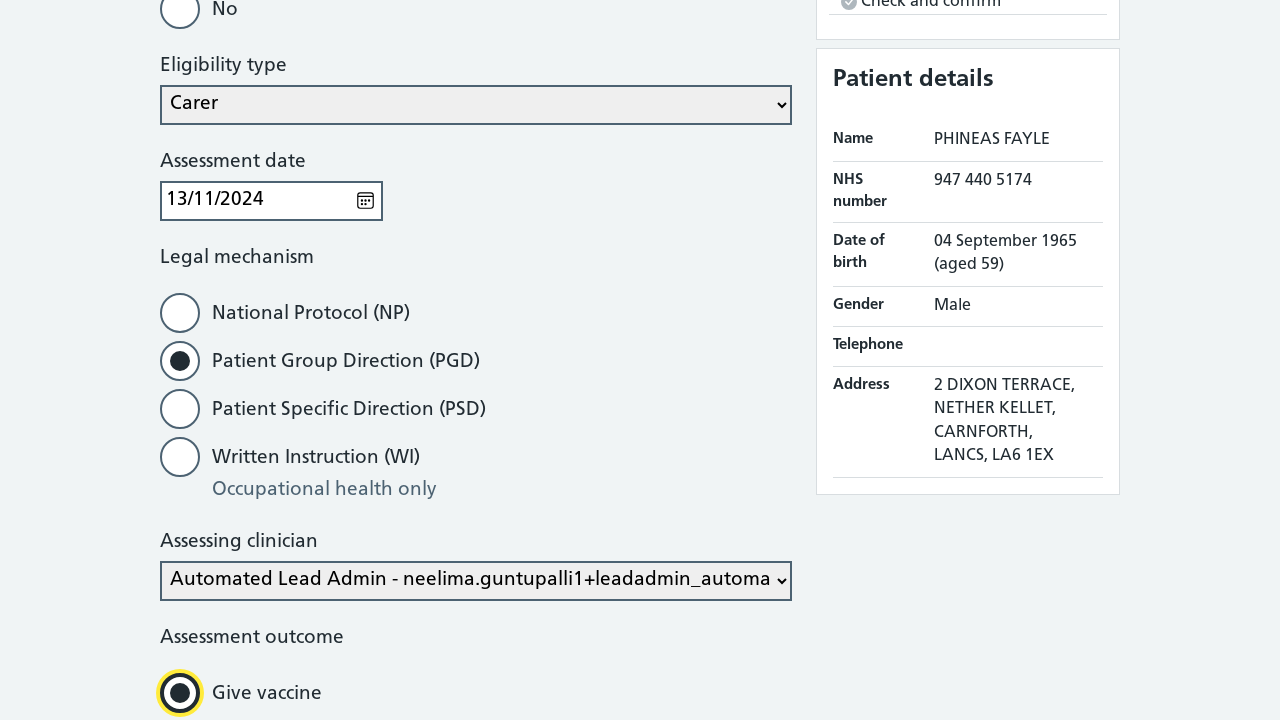 No
Eligibility type
Carer
Assessment date
13/11/2024
Legal mechanism
National Protocol (NP)
Patient Group Direction (PGD)
Patient Specific Direction (PSD)
Written Instruction (WI)
Occupational health only
Assessing clinician
Automated Lead Admin - neelima.guntupalli1+leadadmin_automa
Assessment outcome
Give vaccine
Check and confirm
Patient details
Name PHINEAS FAYLE
NHS number 947 440 5174
Date of birth 04 September 1965
(aged 59)
Gender Male
Telephone
Address 2 DIXON TERRACE,
NETHER KELLET,
CARNFORTH,
LANCS, LA6 1EX